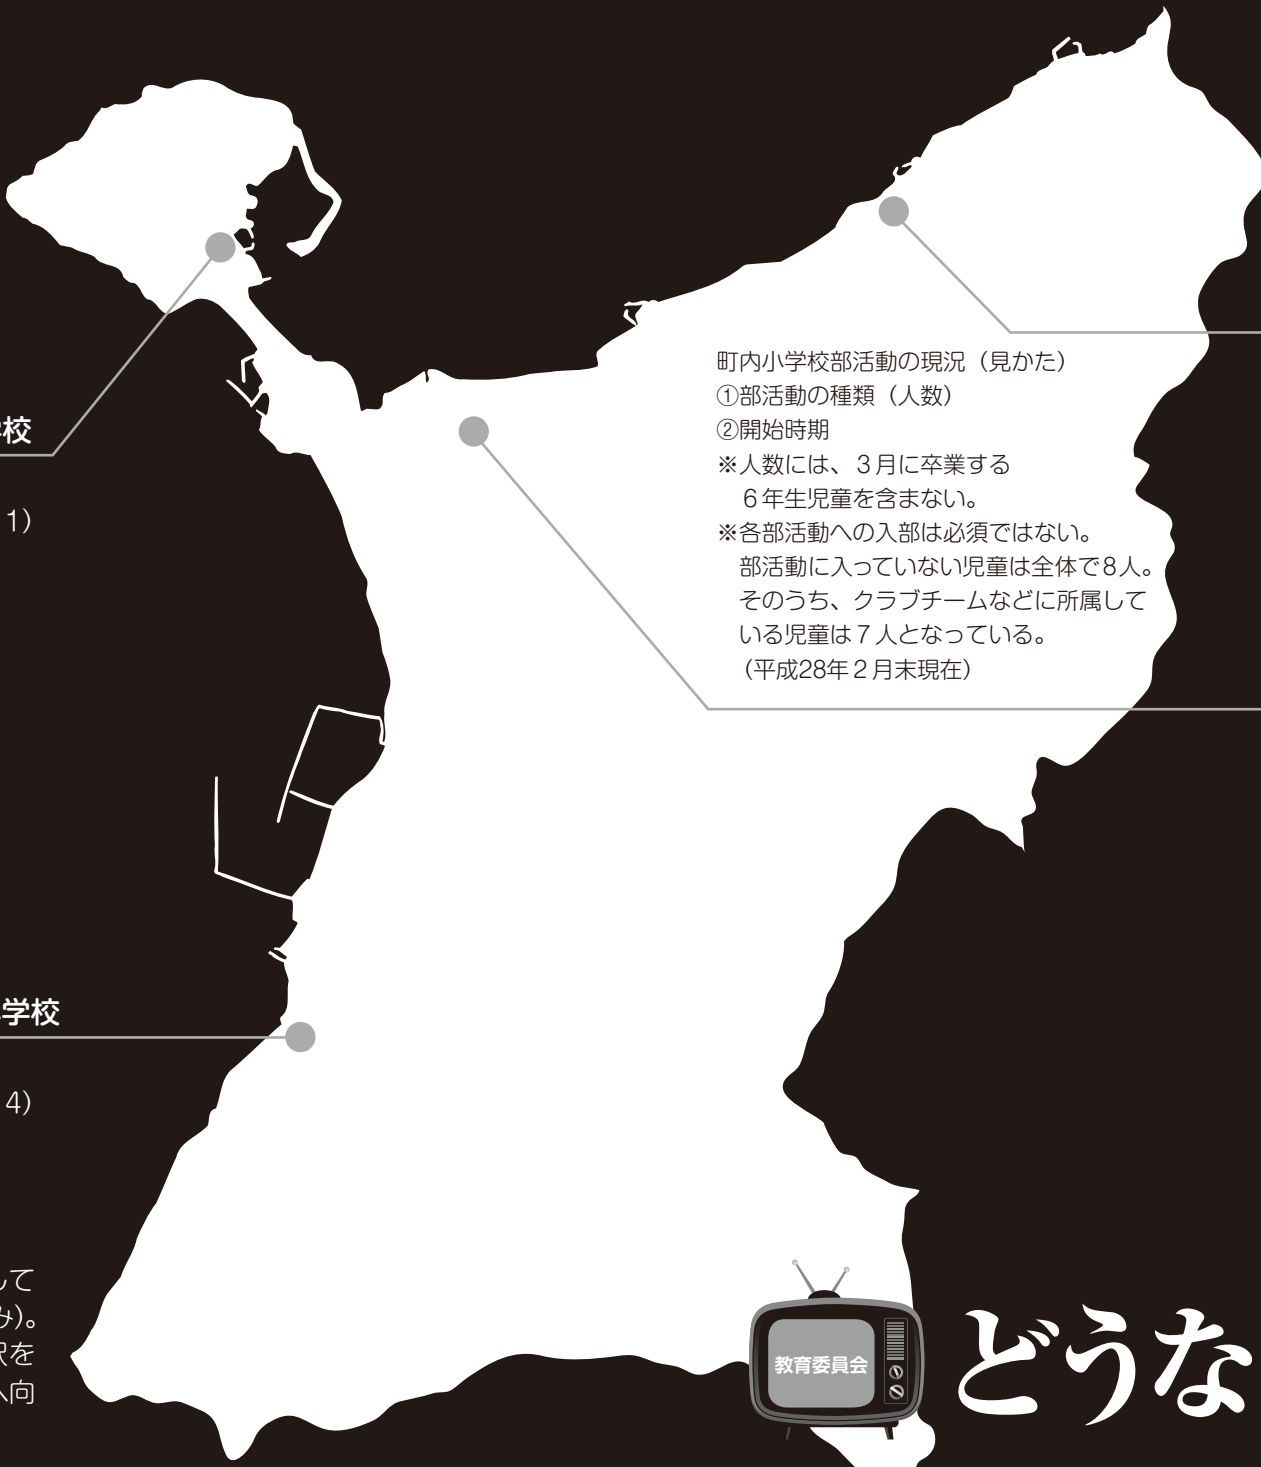 町内小学校部活動の現況（見かた）
①部活動の種類（人数）
②開始時期
※人数には、３月に卒業する
６年生児童を含まない。
※各部活動への入部は必須ではない。
部活動に入っていない児童は全体で8人。
そのうち、クラブチームなどに所属して
いる児童は７人となっている。
（平成28年２月末現在）
校
1）
学校
4）
して
み）。
尺を
へ向
教育委員会
どうな